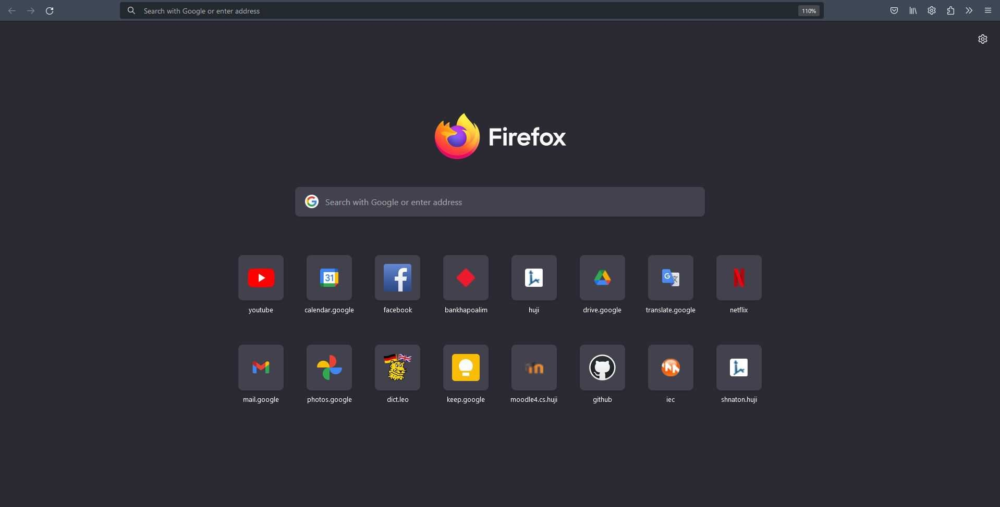 Search with Google or enter address
110%
Firefox
Search with Google or enter address
31
youtube
calendar.google
facebook
bankhapoalim
huji
drive.google
translate.google
netflix
mail.google
photos.google
dict.leo
keep.google
moodle4.cs.huji
github
iec
shnaton.huji